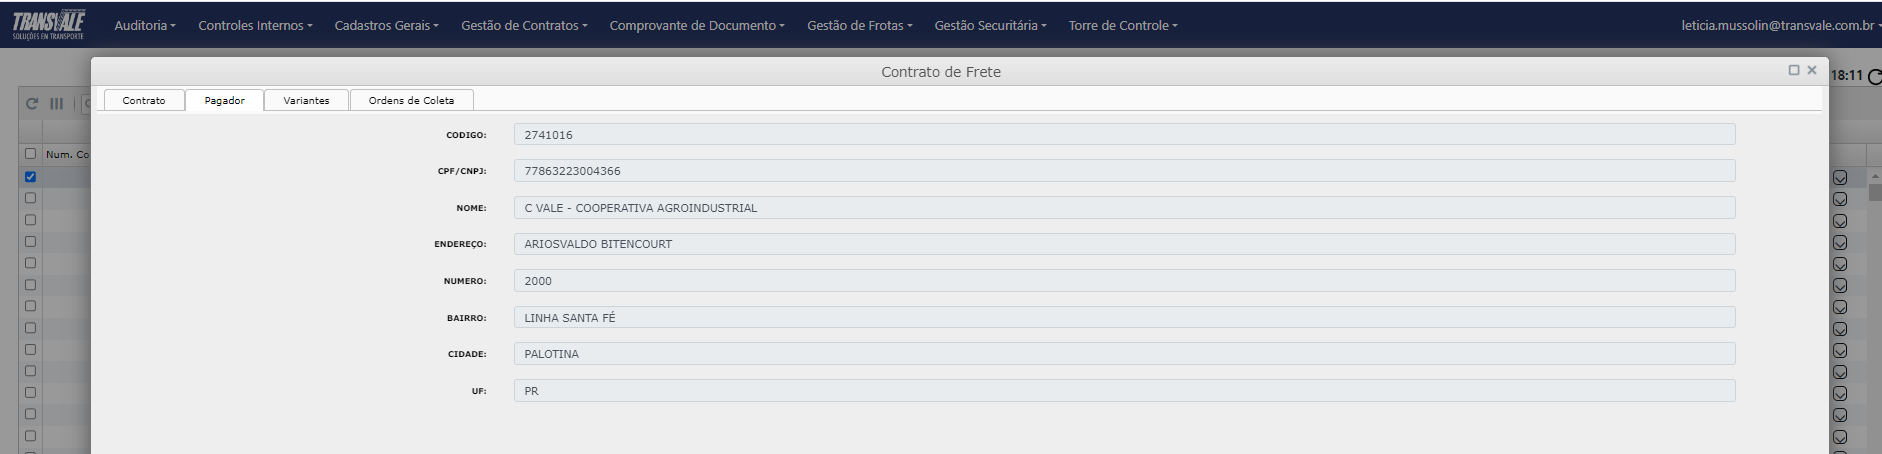 TRANSVALE
SOLUÇÕES EM TRANSPORTE
Auditoria Controles Internos Cadastros Gerais Gestão de Contratos Comprovante de Documento Gestão de Frotas Gestão Securitária Torre de Controle leticia.mussolin@transvale.com.br
Contrato de Frete
18:11
Contrato Pagador Variantes Ordens de Coleta
CODIGO: 2741016
Num. Co
CPF/CNPJ: 77863223004366
NOME: C VALE - COOPERATIVA AGROINDUSTRIAL
ENDEREÇO: ARIOSVALDO BITENCOURT
NUMERO: 2000
BAIRRO: LINHA SANTA FÉ
CIDADE: PALOTINA
UF: PR